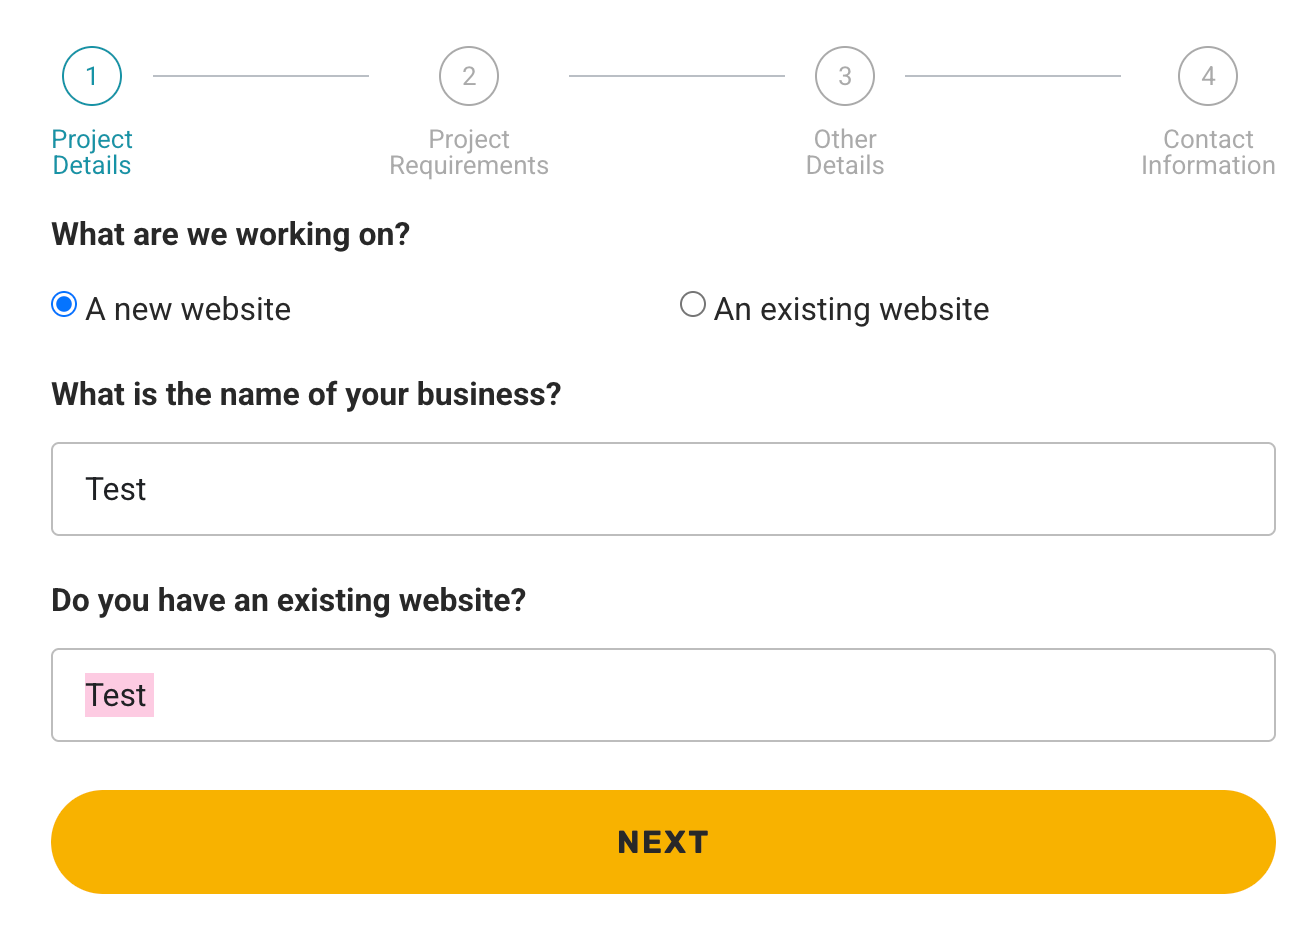 1
2
3
4
Project
Details
Project
Requirements
Other
Details
Contact
Information
What are we working on?
A new website
An existing website
What is the name of your business?
Test
Do you have an existing website?
Test
NEXT